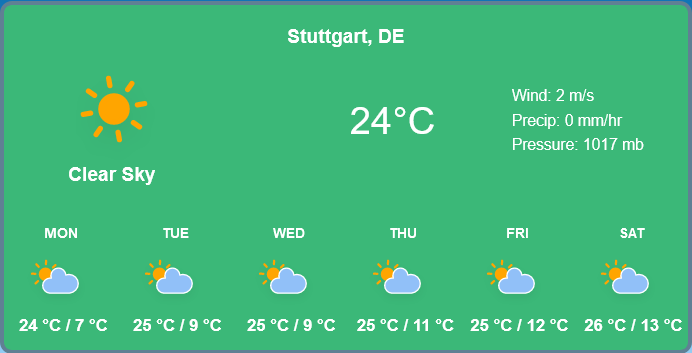 Stuttgart, DE
24°C
Wind: 2 m/s
Precip: 0 mm/hr
Pressure: 1017 mb
Clear Sky
MON TUE WED THU FRI SAT
24 °C / 7 °C 25 °C / 9 °C 25 °C / 9 °C 25 °C / 11 °C 25 °C / 12 °C 26 °C / 13 °C